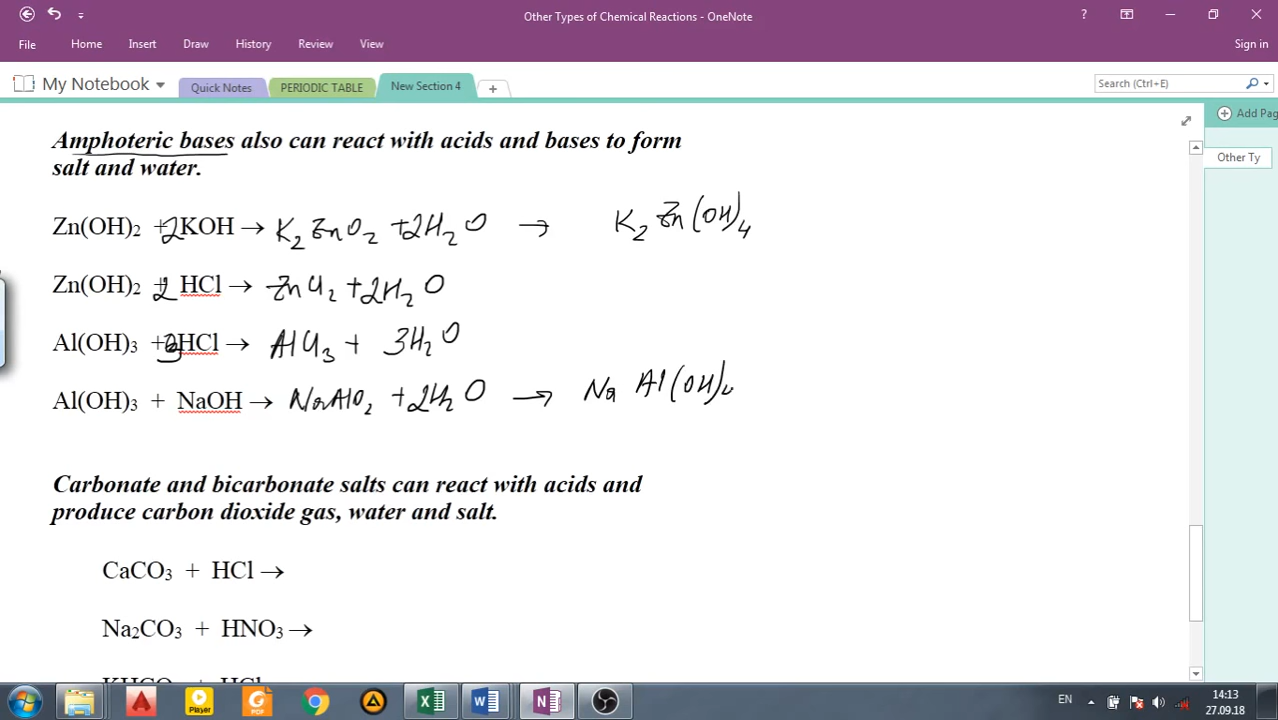 Other Types of Chemical Reactions - OneNote
?
File Home Insert Draw History Review View Sign in
My Notebook Quick Notes PERIODIC TABLE New Section 4 + Search (Ctrl+E)
Add Pag
Other Ty
Amphoteric bases also can react with acids and bases to form
salt and water.
Zn(OH)₂ + 2KOH → K₂ZnO₂ + 2H₂O → K₂Zn(OH)₄
Zn(OH)₂ + 2HCl → ZnCl₂ + 2H₂O
Al(OH)₃ + 3HCl → AlCl₃ + 3H₂O
Al(OH)₃ + NaOH → NaAlO₂ + 2H₂O → NaAl(OH)₄
Carbonate and bicarbonate salts can react with acids and
produce carbon dioxide gas, water and salt.
CaCO₃ + HCl →
Na₂CO₃ + HNO₃ →
Player PDF EN 14:13
27.09.18